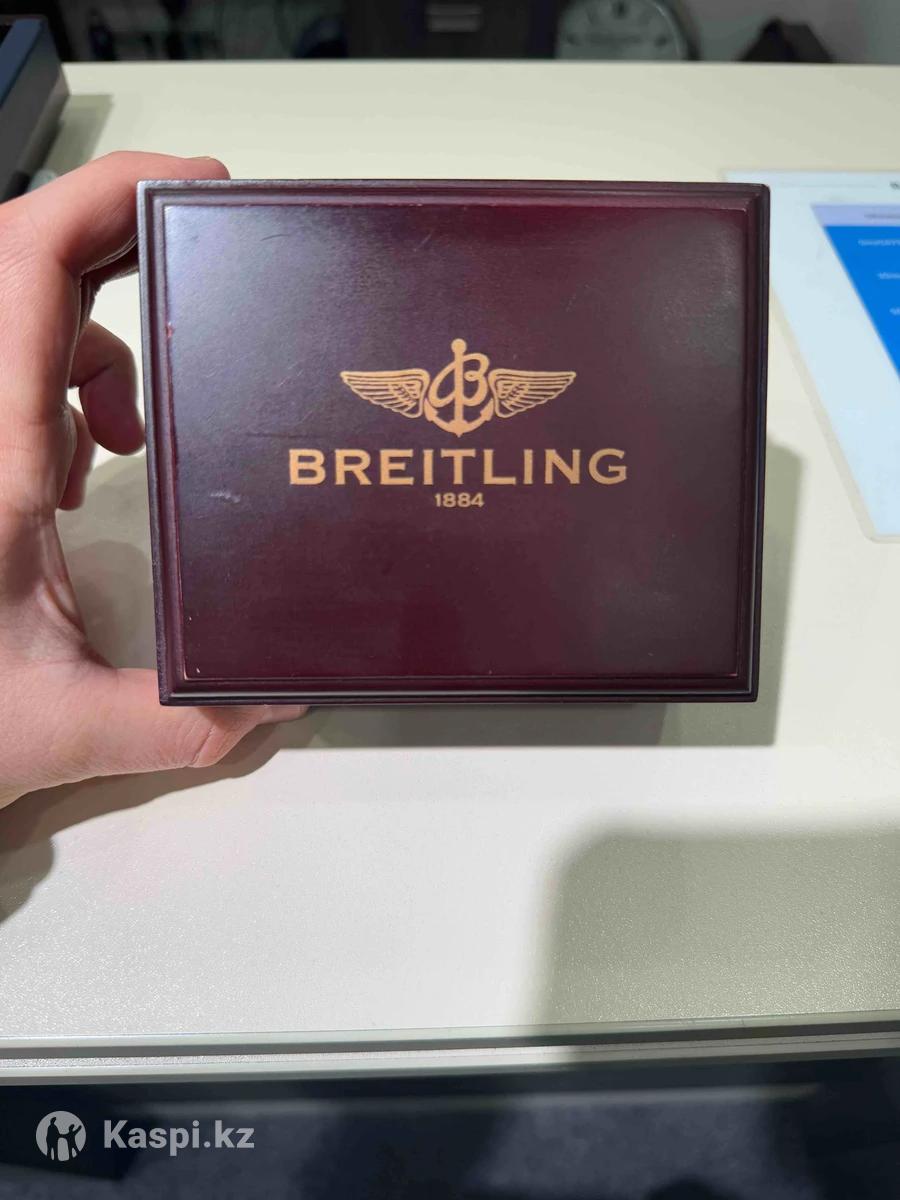 BREITLING
1884
Kaspi.kz